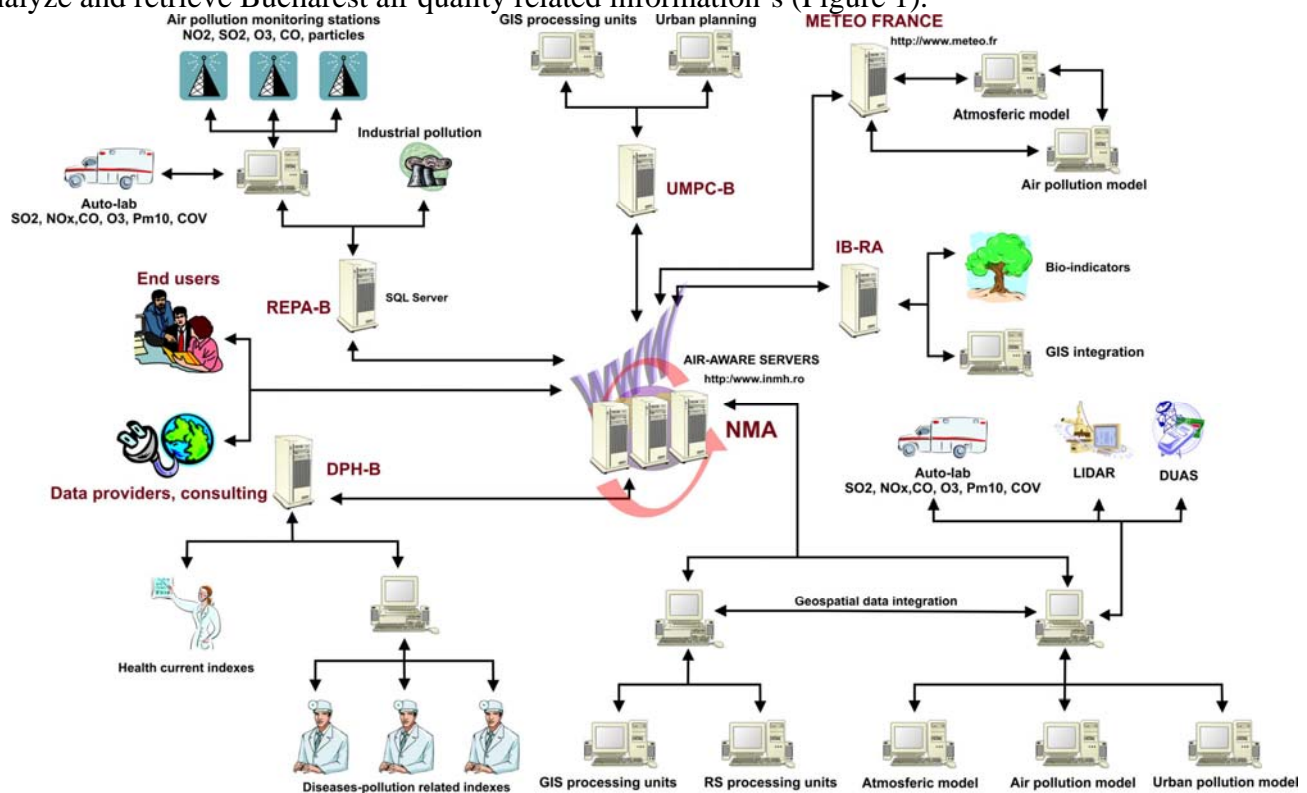 nalyze and retrieve Bucharest air quality related information's (Figure 1).
Air pollution monitoring stations
NO2, SO2, O3, CO, particles
GIS processing units
Urban planning
METEO FRANCE
http://www.meteo.fr
Atmosferic model
Air pollution model
Industrial pollution
Auto-lab
SO2, NOx,CO, O3, Pm10, COV
UMPC-B
IB-RA
Bio-indicators
GIS integration
End users
REPA-B
SQL Server
WWW
AIR-AWARE SERVERS
http:/www.inmh.ro
NMA
Data providers, consulting
DPH-B
Auto-lab
SO2, NOx,CO, O3, Pm10, COV
LIDAR
DUAS
Geospatial data integration
Health current indexes
Diseases-pollution related indexes
GIS processing units
RS processing units
Atmosferic model
Air pollution model
Urban pollution model